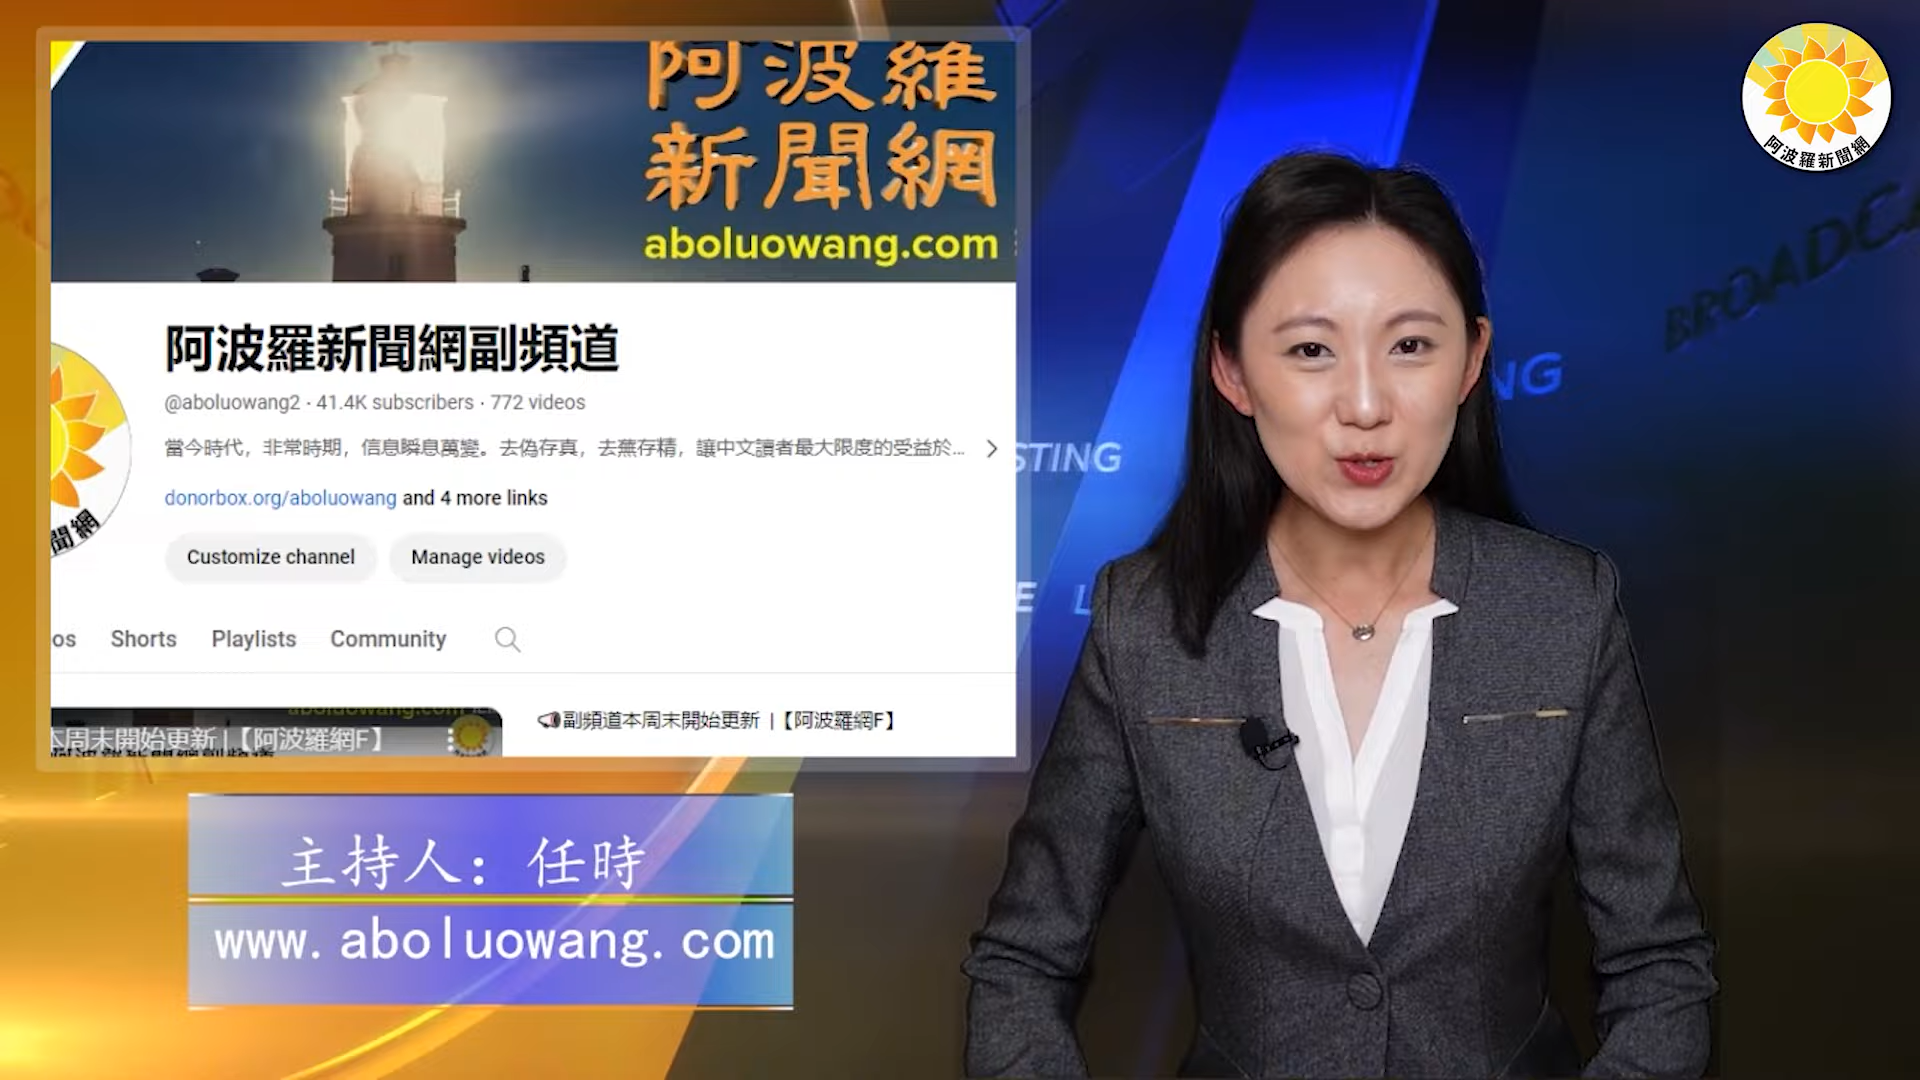 阿波羅
新聞網
aboluowang.com
阿波羅新聞網副頻道
@aboluowang2 · 41.4K subscribers · 772 videos
當今時代，非常時期，信息瞬息萬變。去偽存真，去蕪存精，讓中文讀者最大限度的受益於...
donorbox.org/aboluowang and 4 more links
Customize channel
Manage videos
聞網
os
Shorts
Playlists
Community
本周末開始更新 |【阿波羅網F】
副頻道本周末開始更新 |【阿波羅網F】
主持人：任時
www.aboluowang.com
阿波羅新聞網
BROADCA
NG
STING
E L